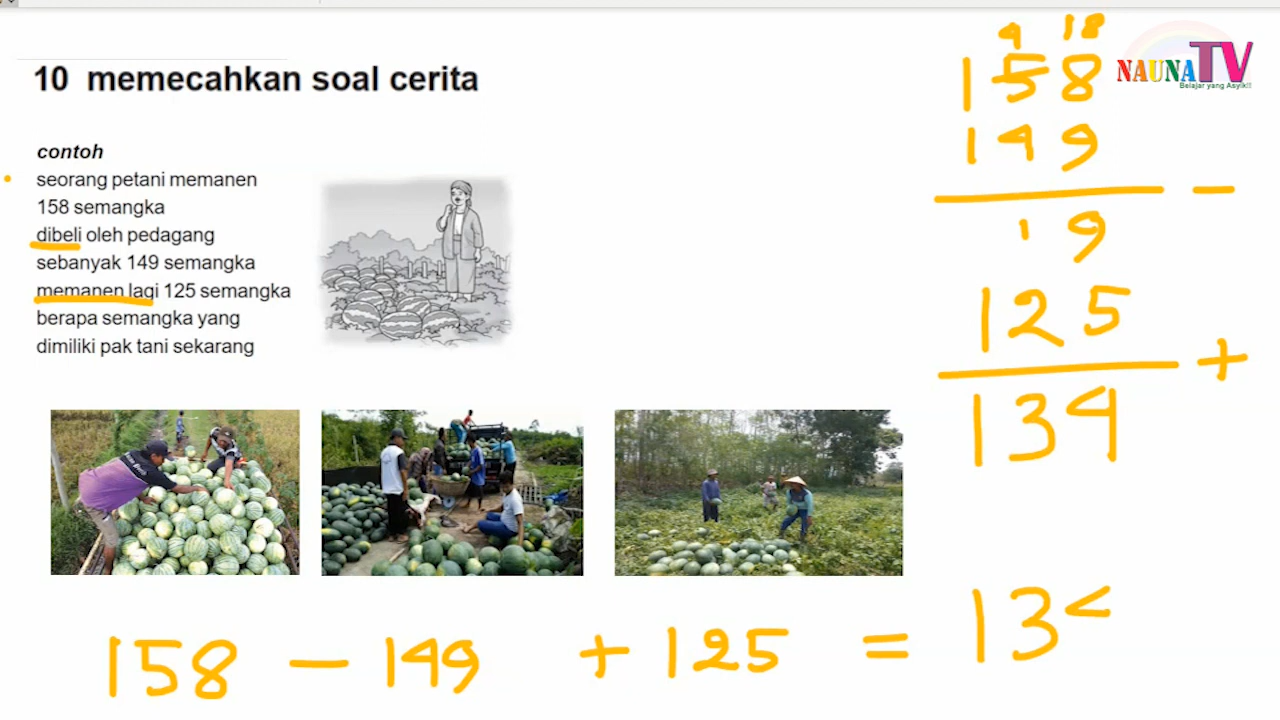 10 memecahkan soal cerita
NAUNA TV
Belajar yang Asyik!!
contoh
seorang petani memanen
158 semangka
dibeli oleh pedagang
sebanyak 149 semangka
memanen lagi 125 semangka
berapa semangka yang
dimiliki pak tani sekarang
4 18
158
149
-
19
125
+
134
158 - 149 + 125 = 13